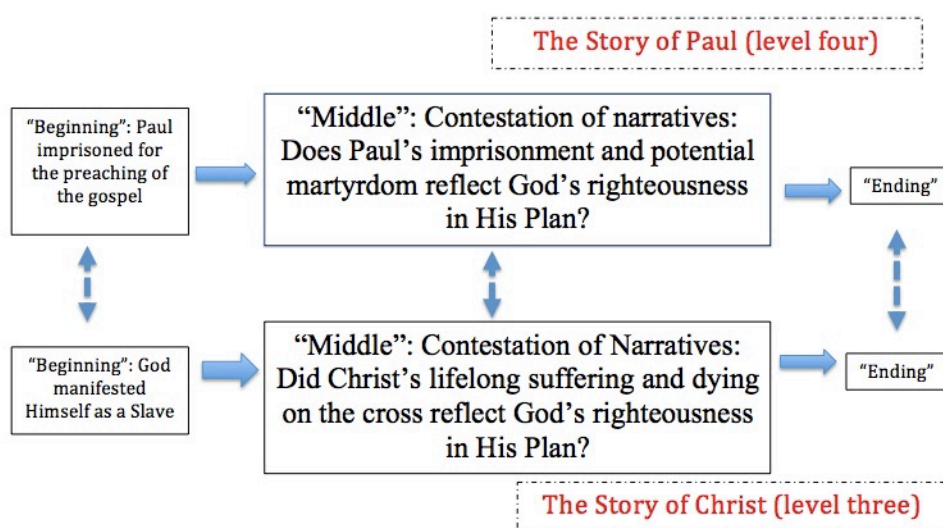 The Story of Paul (level four)
“Beginning”: Paul
imprisoned for
the preaching of
the gospel
“Middle”: Contestation of narratives:
Does Paul’s imprisonment and potential
martyrdom reflect God’s righteousness
in His Plan?
“Ending”
“Beginning”: God
manifested
Himself as a Slave
“Middle”: Contestation of Narratives:
Did Christ’s lifelong suffering and dying
on the cross reflect God’s righteousness
in His Plan?
“Ending”
The Story of Christ (level three)